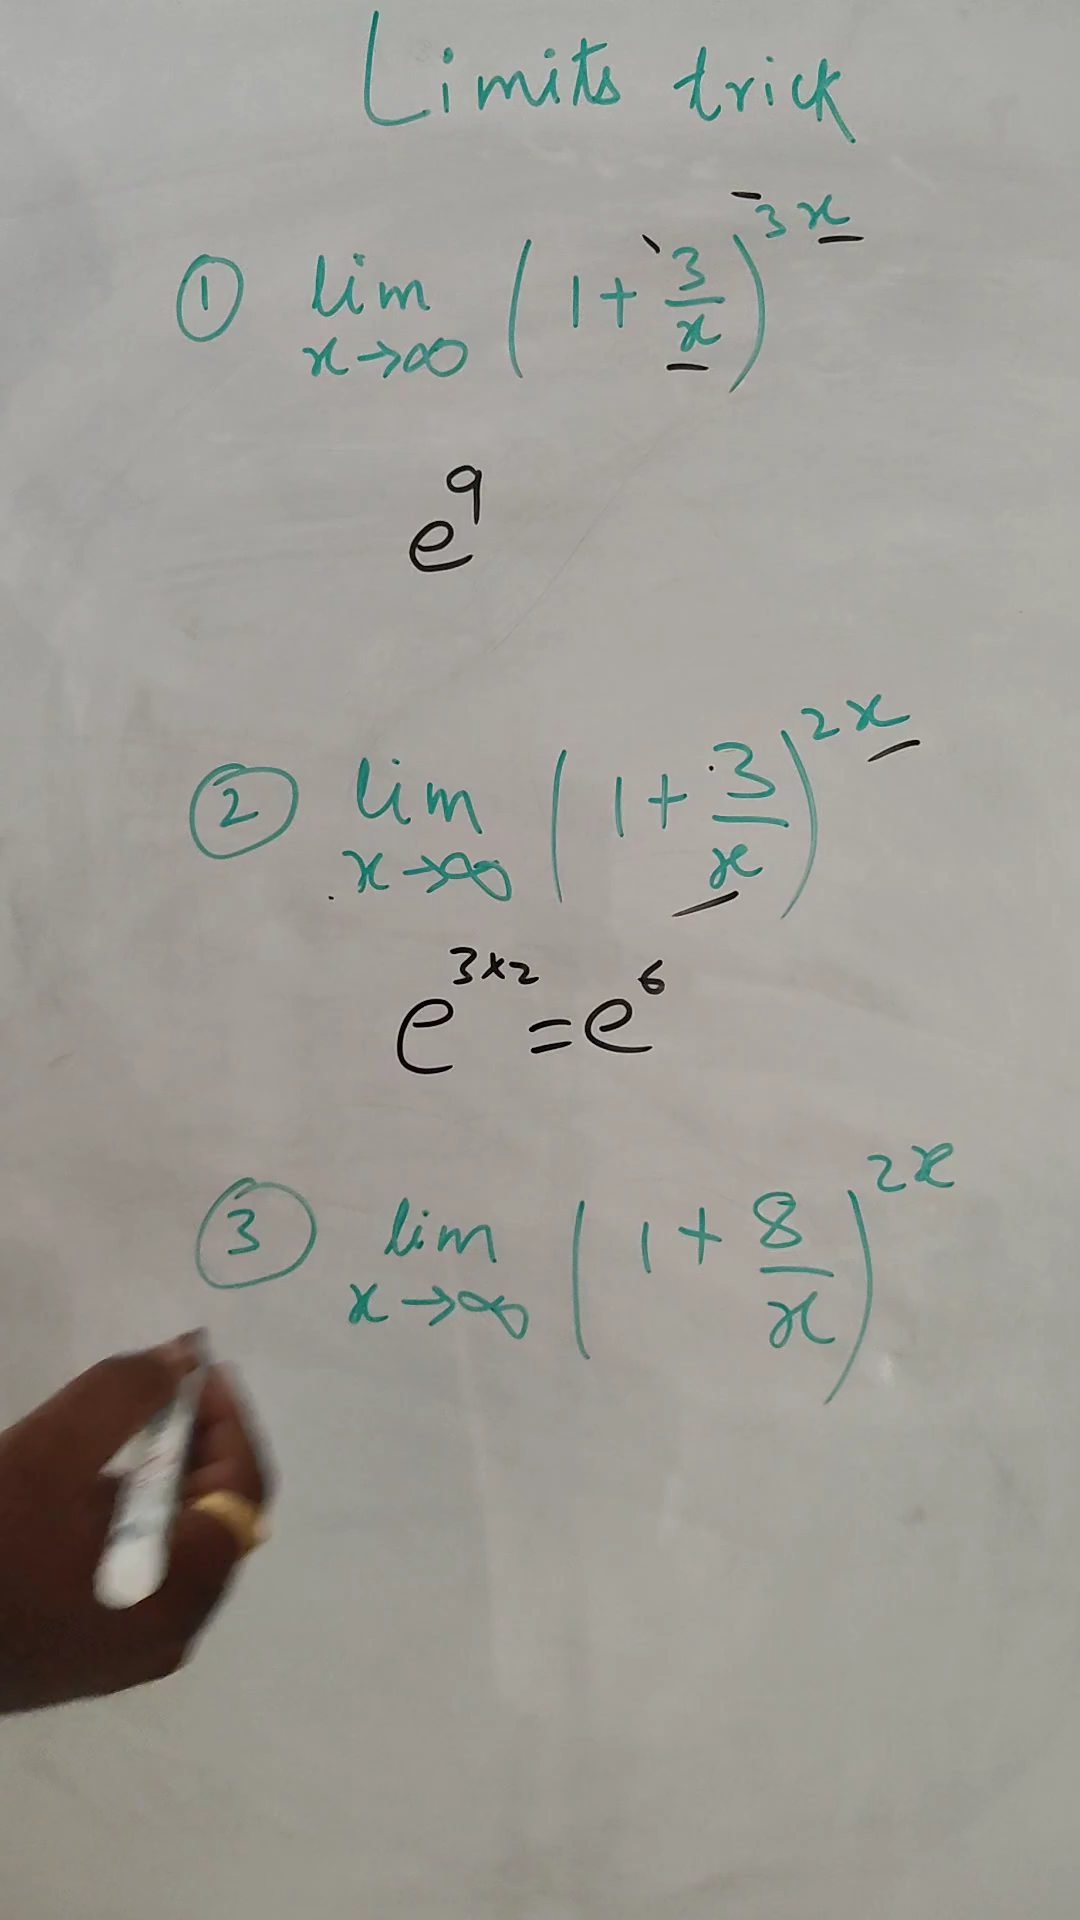 Limits trick
① lim x→∞ (1 + 3/x)^3x
e^9
② lim x→∞ (1 + 3/x)^2x
e^3×2 = e^6
③ lim x→∞ (1 + 8/x)^2x